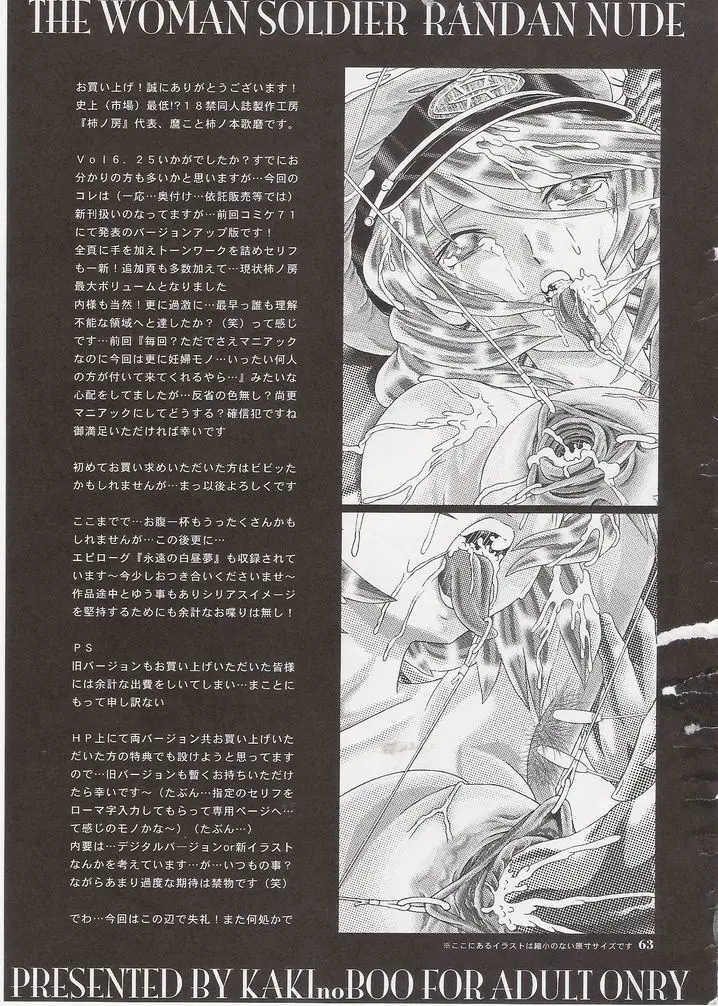 THE WOMAN SOLDIER RANDAN NUDE
お買い上げ！誠にありがとうございます！
史上（市場）最低!?１８禁同人誌製作工房
『柿ノ房』代表、麿こと柿ノ本歌磨です。
Ｖｏｌ６．２５いかがでしたか？すでにお
分かりの方も多いかと思いますが…今回の
コレは（一応…奥付け…依託販売等では）
新刊扱いのなってますが…前回コミケ７１
にて発表のバージョンアップ版です！
全頁に手を加えトーンワークを詰めセリフ
も一新！追加頁も多数加えて…現状柿ノ房
最大ボリュームとなりました
内様も当然！更に過激に…最早っ誰も理解
不能な領域へと達したか？（笑）って感じ
です…前回『毎回？ただでさえマニアック
なのに今回は更に妊婦モノ…いったい何人
の方が付いて来てくれるやら…』みたいな
心配をしてましたが…反省の色無し？尚更
マニアックにしてどうする？確信犯ですね
御満足いただければ幸いです
初めてお買い求めいただいた方はビビッた
かもしれませんが…まっ以後よろしくです
ここまでで…お腹一杯もうったくさんかも
しれませんが…この後更に…
エピローグ『永遠の白昼夢』も収録されて
います〜今少しおつき合いくださいませ〜
作品途中とゆう事もありシリアスイメージ
を堅持するためにも余計なお喋りは無し！
ＰＳ
旧バージョンもお買い上げいただいた皆様
には余計な出費をしいてしまい…まことに
もって申し訳ない
ＨＰ上にて両バージョン共お買い上げいた
だいた方の特典でも設けようと思ってます
ので…旧バージョンも暫くお持ちいただけ
たら幸いです〜（たぶん…指定のセリフを
ローマ字入力してもらって専用ページへ…
て感じのモノかな〜）（たぶん…）
内要は…デジタルバージョンor新イラスト
なんかを考えています…が…いつもの事？
ながらあまり過度な期待は禁物です（笑）
でわ…今回はこの辺で失礼！また何処かで
※ここにあるイラストは縮小のない原寸サイズです 63
PRESENTED BY KAKInoBOO FOR ADULT ONRY